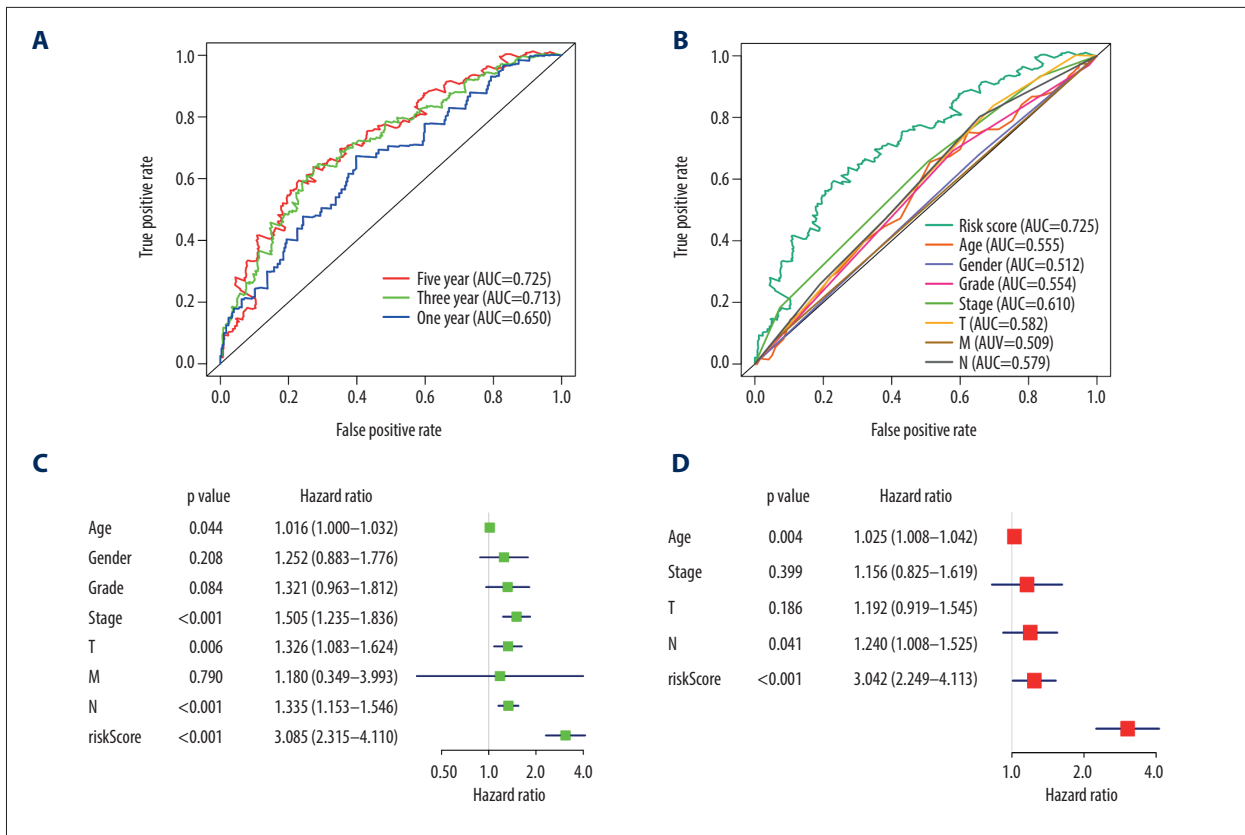 A
True positive rate
1.0
0.8
0.6
0.4
0.2
0.0
Five year (AUC=0.725)
Three year (AUC=0.713)
One year (AUC=0.650)
0.0 0.2 0.4 0.6 0.8 1.0
False positive rate
B
True positive rate
1.0
0.8
0.6
0.4
0.2
0.0
Risk score (AUC=0.725)
Age (AUC=0.555)
Gender (AUC=0.512)
Grade (AUC=0.554)
Stage (AUC=0.610)
T (AUC=0.582)
M (AUV=0.509)
N (AUC=0.579)
0.0 0.2 0.4 0.6 0.8 1.0
False positive rate
C
p value Hazard ratio
Age 0.044 1.016 (1.000–1.032)
Gender 0.208 1.252 (0.883–1.776)
Grade 0.084 1.321 (0.963–1.812)
Stage <0.001 1.505 (1.235–1.836)
T 0.006 1.326 (1.083–1.624)
M 0.790 1.180 (0.349–3.993)
N <0.001 1.335 (1.153–1.546)
riskScore <0.001 3.085 (2.315–4.110)
0.50 1.0 2.0 4.0
Hazard ratio
D
p value Hazard ratio
Age 0.004 1.025 (1.008–1.042)
Stage 0.399 1.156 (0.825–1.619)
T 0.186 1.192 (0.919–1.545)
N 0.041 1.240 (1.008–1.525)
riskScore <0.001 3.042 (2.249–4.113)
1.0 2.0 4.0
Hazard ratio